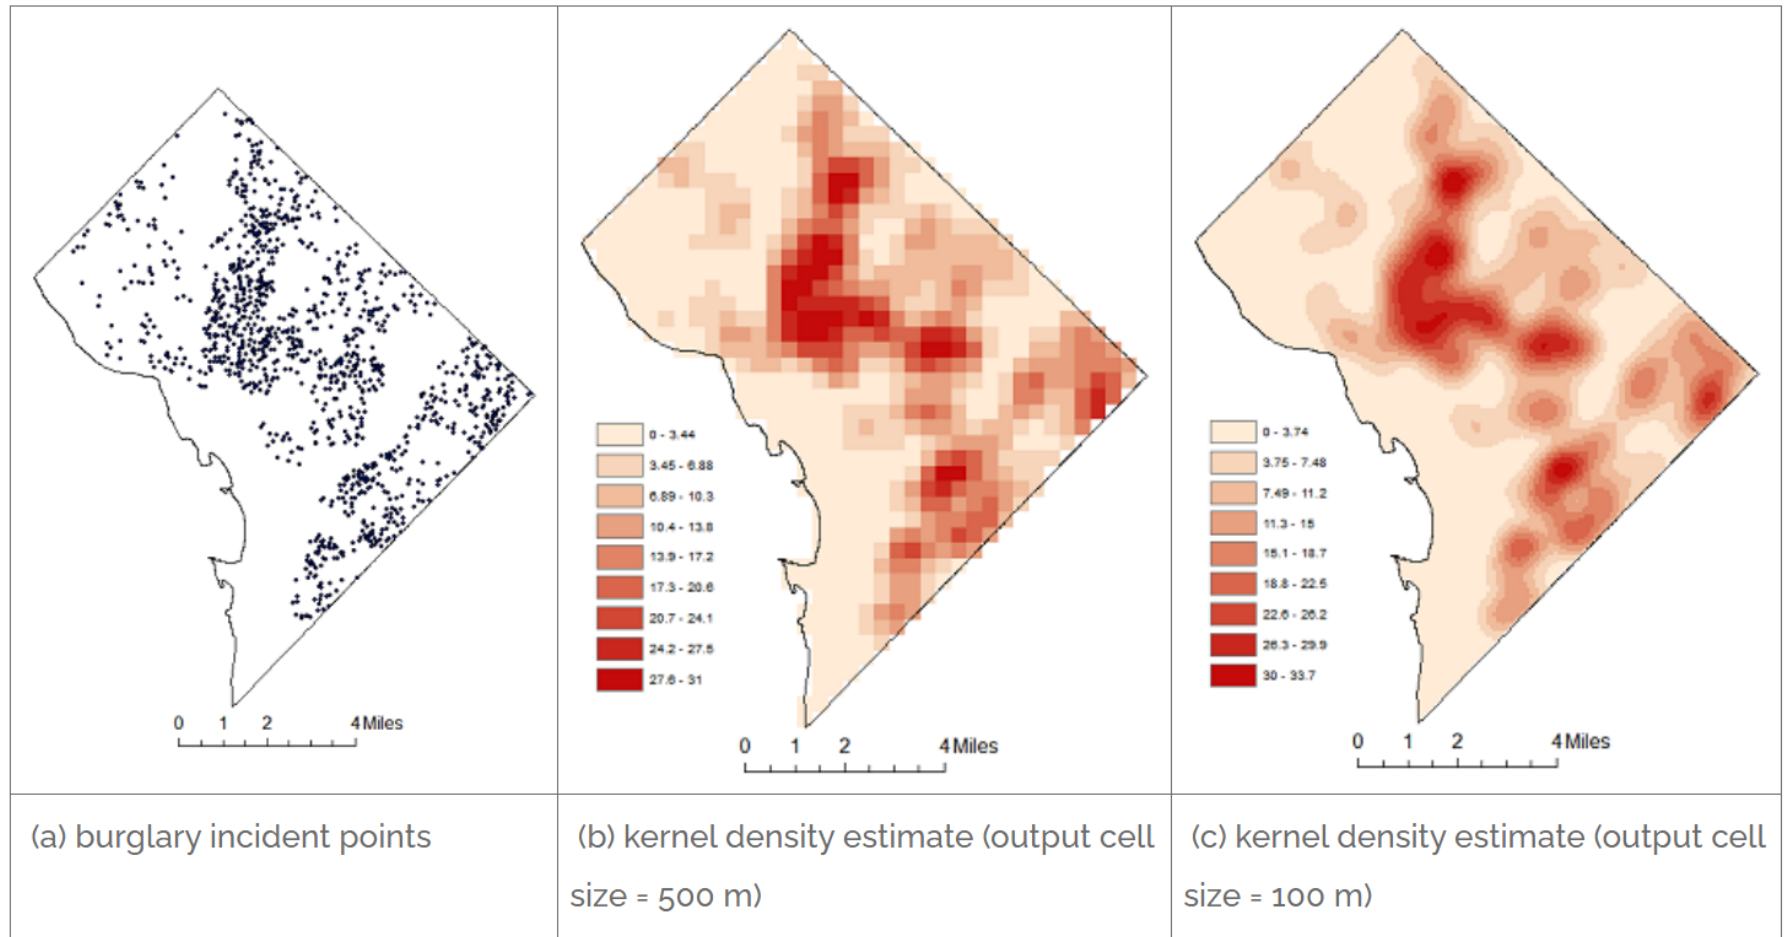 0 - 3.44
3.45 - 6.88
6.89 - 10.3
10.4 - 13.8
13.9 - 17.2
17.3 - 20.6
20.7 - 24.1
24.2 - 27.5
27.6 - 31
0 - 3.74
3.75 - 7.48
7.49 - 11.2
11.3 - 15
15.1 - 18.7
18.8 - 22.5
22.6 - 26.2
26.3 - 29.9
30 - 33.7
0 1 2 4 Miles
0 1 2 4 Miles
0 1 2 4 Miles
(a) burglary incident points
(b) kernel density estimate (output cell
size = 500 m)
(c) kernel density estimate (output cell
size = 100 m)